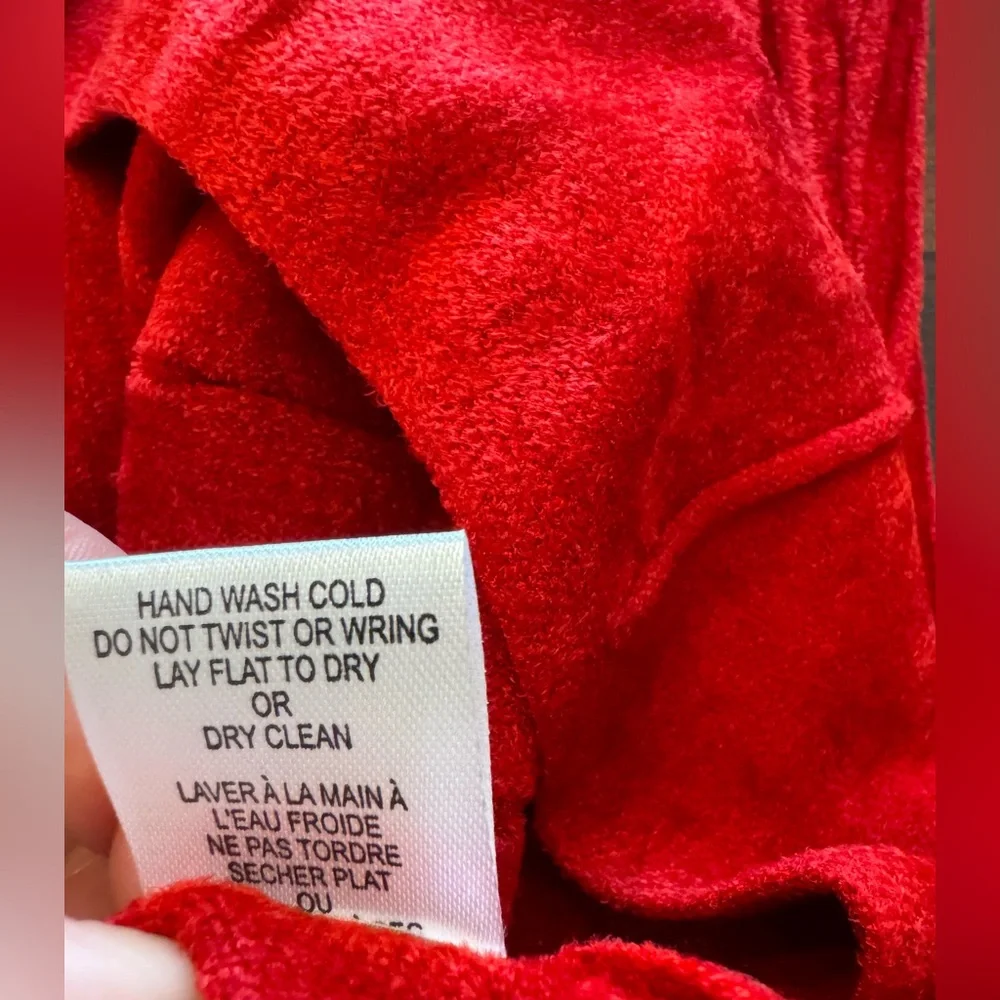 HAND WASH COLD
DO NOT TWIST OR WRING
LAY FLAT TO DRY
OR
DRY CLEAN
LAVER À LA MAIN À
L'EAU FROIDE
NE PAS TORDRE
SECHER PLAT
OU